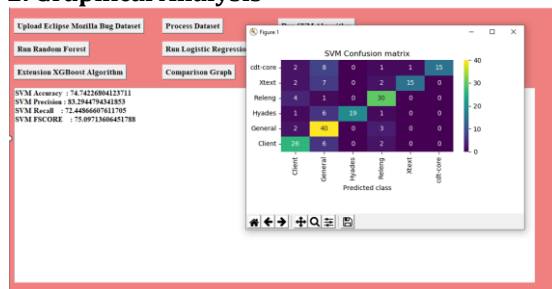 Upload Eclipse Mozilla Bug Dataset
Process Dataset
Run Random Forest
Run Logistic Regressio
Extension XGBoost Algorithm
Comparison Graph
SVM Accuracy : 74.74226804123711
SVM Precision : 83.2944794341853
SVM Recall : 72.44866607611705
SVM FSCORE : 75.09713606451788
Figure 1
SVM Confusion matrix
cdt-core 2 8 0 1 1 15
Xtext 2 7 0 2 15 0
Releng 4 1 0 30 0 0
Hyades 1 6 19 1 0 0
General 2 40 0 3 0 0
Client 26 6 0 2 0 0
Client General Hyades Releng Xtext cdt-core
Predicted class
40
30
20
10
0